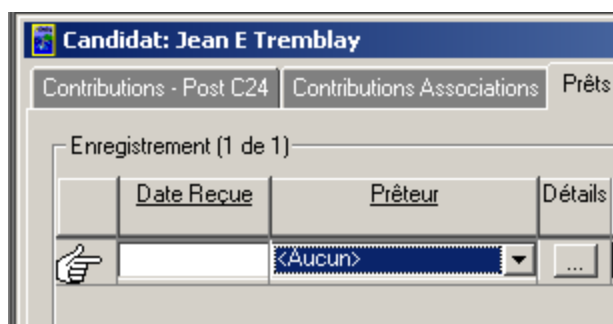 Candidat: Jean E Tremblay
Contributions - Post C24 Contributions Associations Prêts
Enregistrement (1 de 1)
Date Reçue Prêteur Détails
<Aucun> ...